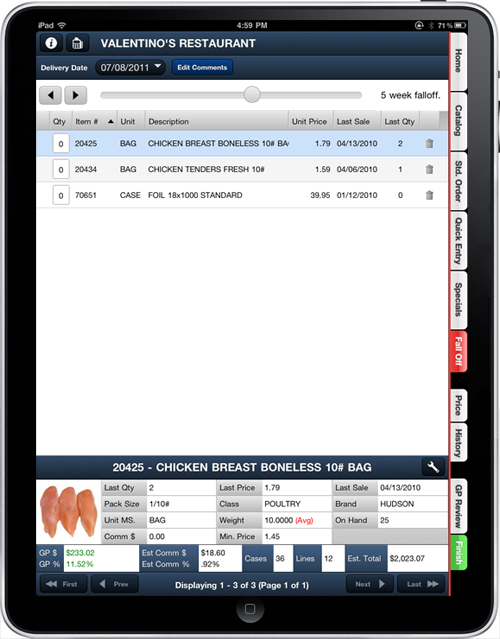 iPad 4:59 PM 71%
VALENTINO'S RESTAURANT
Delivery Date 07/08/2011 Edit Comments
5 week falloff.
Qty Item # Unit Description Unit Price Last Sale Last Qty
0 20425 BAG CHICKEN BREAST BONELESS 10# BA 1.79 04/13/2010 2
0 20434 BAG CHICKEN TENDERS FRESH 10# 1.59 04/06/2010 1
0 70651 CASE FOIL 18x1000 STANDARD 39.95 01/12/2010 0
Home
Catalog
Std. Order
Quick Entry
Specials
Fall Off
Price
History
GP Review
Finish
20425 - CHICKEN BREAST BONELESS 10# BAG
Last Qty 2 Last Price 1.79 Last Sale 04/13/2010
Pack Size 1/10# Class POULTRY Brand HUDSON
Unit MS. BAG Weight 10.0000 (Avg) On Hand 25
Comm $ 0.00 Min. Price 1.45
GP $ $233.02 Est Comm $ $18.60 Cases 36 Lines 12 Est. Total $2,023.07
GP % 11.52% Est Comm % .92%
First Prev Displaying 1 - 3 of 3 (Page 1 of 1) Next Last